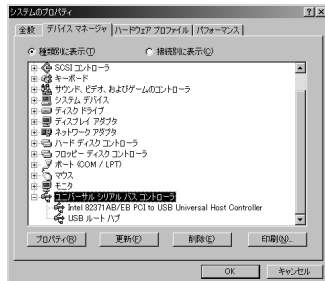 システムのプロパティ
全般 デバイス マネージャ ハードウェア プロファイル パフォーマンス
種類別に表示(T) 接続別に表示(C)
SCSI コントローラ
キーボード
サウンド、ビデオ、およびゲームのコントローラ
システム デバイス
ディスク ドライブ
ディスプレイ アダプタ
ネットワーク アダプタ
ハード ディスク コントローラ
フロッピー ディスク コントローラ
ポート (COM / LPT)
マウス
モニタ
ユニバーサル シリアル バス コントローラ
Intel 82371AB/EB PCI to USB Universal Host Controller
USB ルート ハブ
プロパティ(R) 更新(F) 削除(E) 印刷(N)...
OK キャンセル